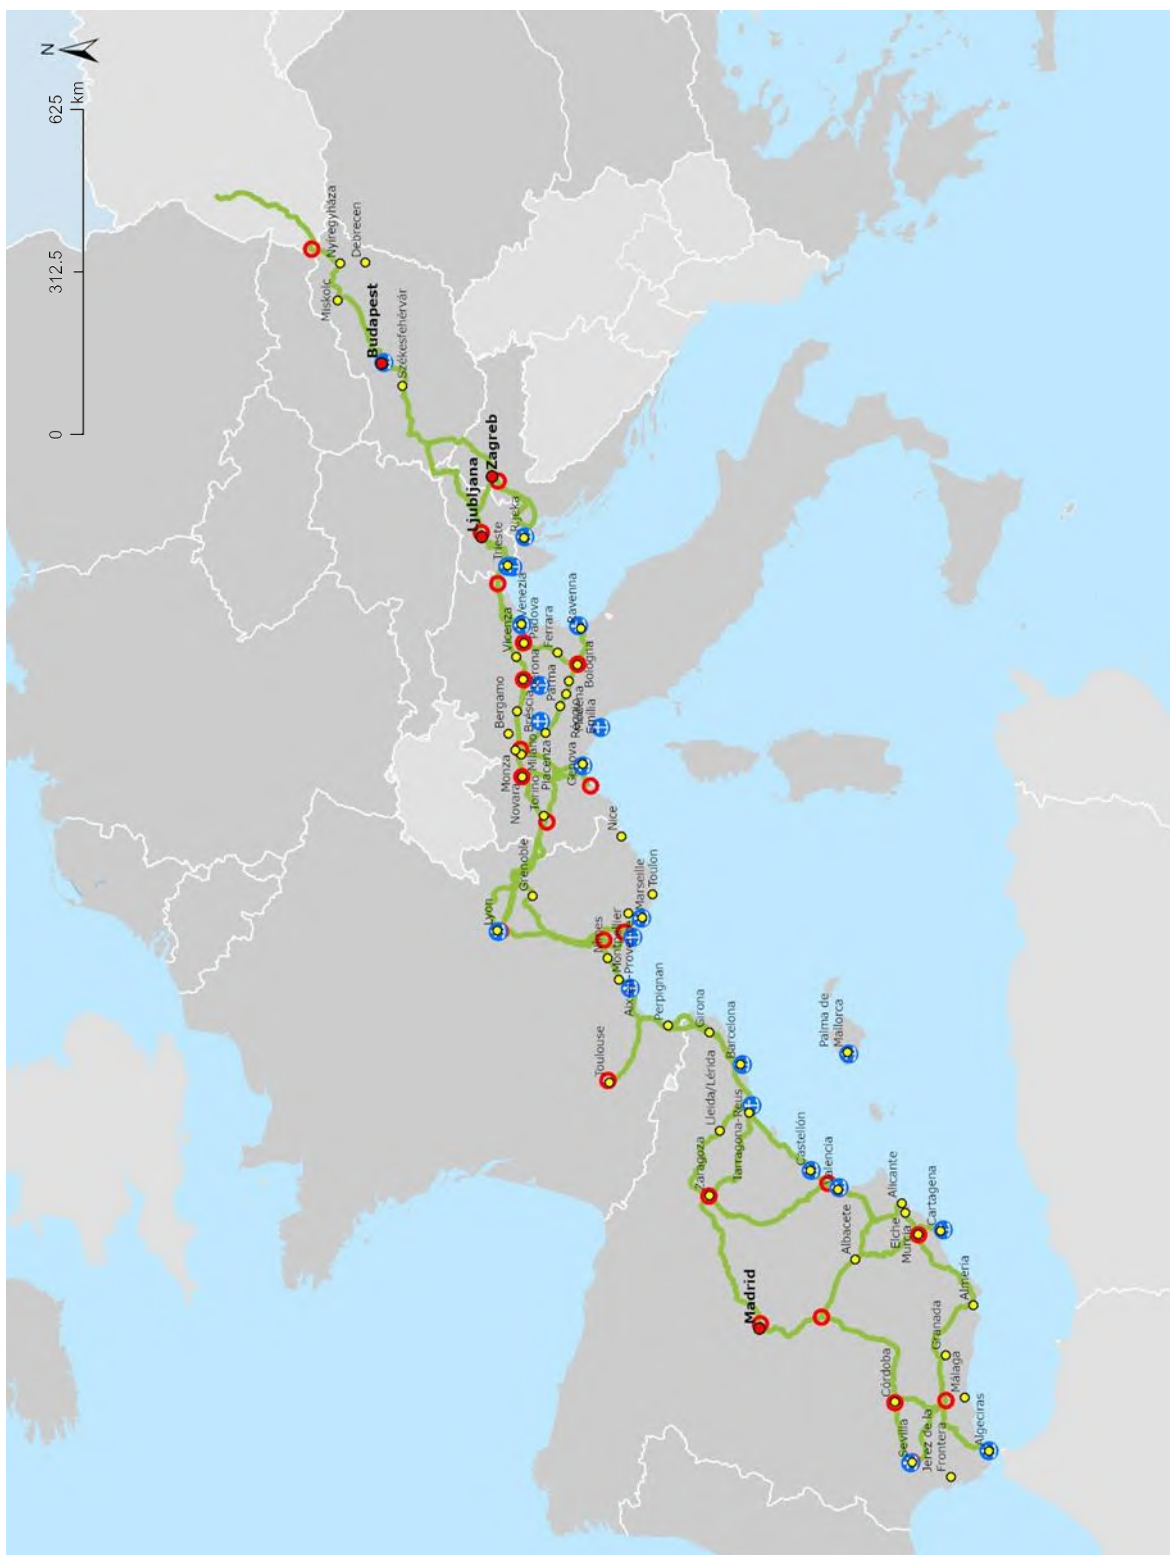 N
0
312.5
625
km
Nyíregyháza
Debrecen
Miskolc
Budapest
Székesfehérvár
Zagreb
Ljubljana
Rijeka
Trieste
Venezia
Padova
Vicenza
Ferrara
Ravenna
Bologna
Parma
Bergamo
Brescia
Reggio
Emilia
Milano
Monza
Piacenza
Novara
Torino
Genova
Nice
Grenoble
Lyon
Marseille
Toulon
Perpignan
Girona
Toulouse
Barcelona
Lleida/Lérida
Tarragona-Reus
Palma de
Mallorca
Zaragoza
Castellón
Madrid
Albacete
Alicante
Elche
Murcia
Cartagena
Almería
Granada
Málaga
Córdoba
Sevilla
Jerez de la
Frontera
Algeciras